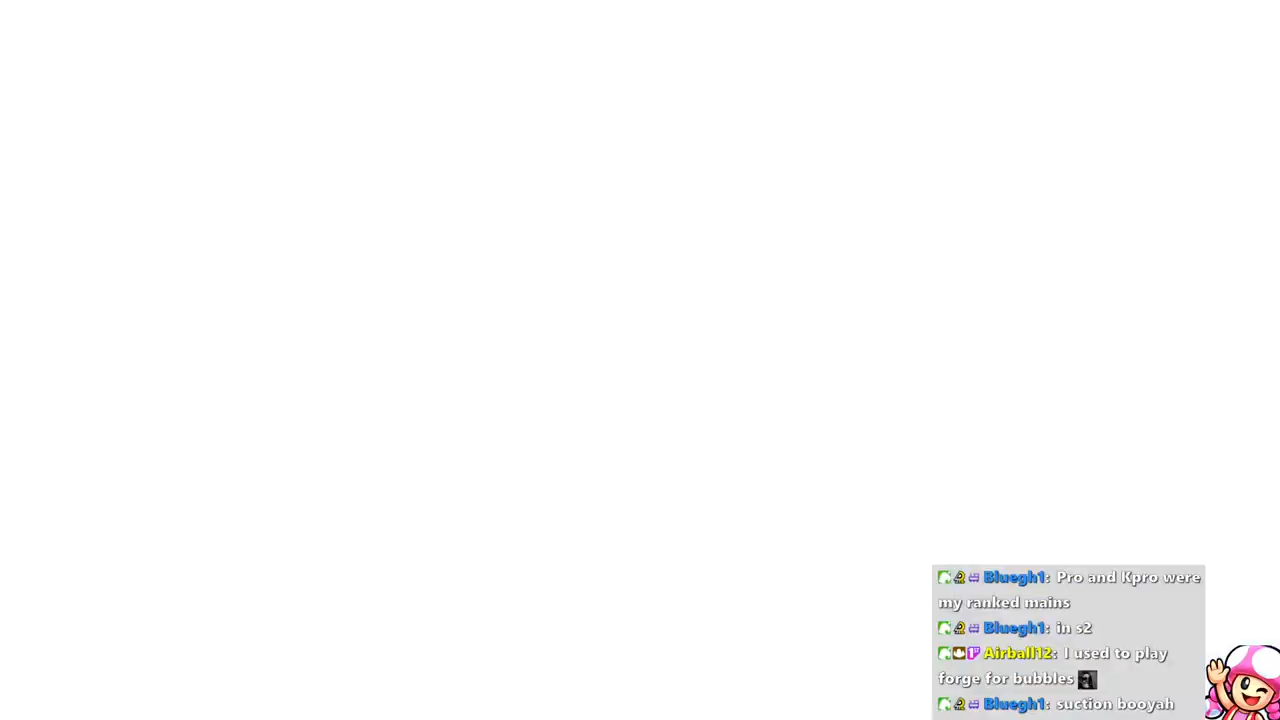 Bluegh1: Pro and Kpro were
my ranked mains
Bluegh1: in s2
Airball12: I used to play
forge for bubbles
Bluegh1: suction booyah